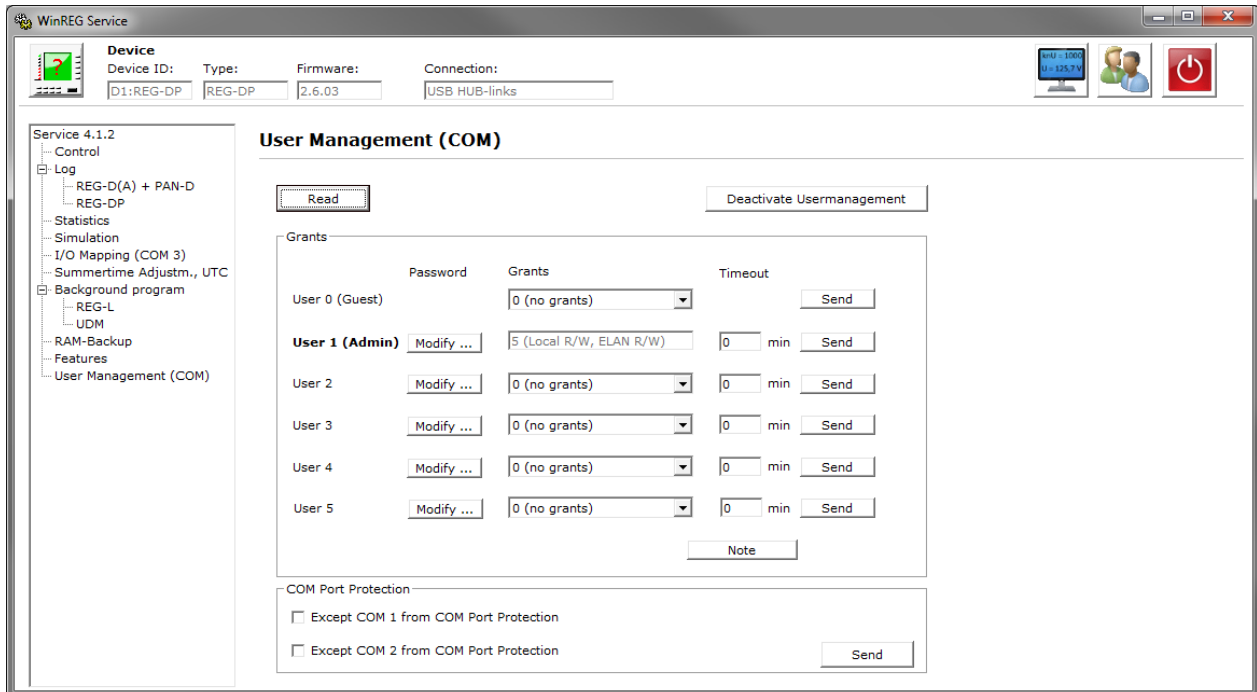 WinREG Service
Device
Device ID: Type: Firmware: Connection:
D1:REG-DP REG-DP 2.6.03 USB HUB-links
knU = 1000
U = 125,7 V
?
Service 4.1.2
Control
Log
REG-D(A) + PAN-D
REG-DP
Statistics
Simulation
I/O Mapping (COM 3)
Summertime Adjustm., UTC
Background program
REG-L
UDM
RAM-Backup
Features
User Management (COM)
User Management (COM)
Read Deactivate Usermanagement
Grants
Password Grants Timeout
User 0 (Guest) 0 (no grants) Send
User 1 (Admin) Modify ... 5 (Local R/W, ELAN R/W) 0 min Send
User 2 Modify ... 0 (no grants) 0 min Send
User 3 Modify ... 0 (no grants) 0 min Send
User 4 Modify ... 0 (no grants) 0 min Send
User 5 Modify ... 0 (no grants) 0 min Send
Note
COM Port Protection
Except COM 1 from COM Port Protection
Except COM 2 from COM Port Protection
Send